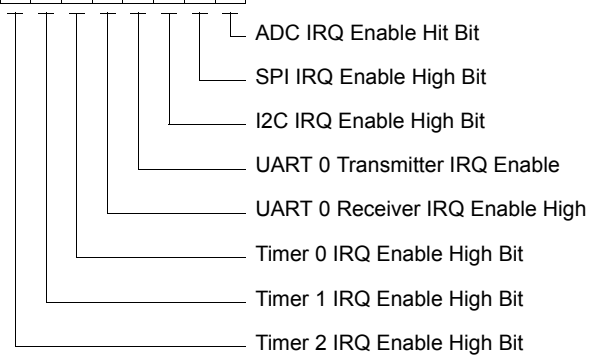 ADC IRQ Enable Hit Bit
SPI IRQ Enable High Bit
I2C IRQ Enable High Bit
UART 0 Transmitter IRQ Enable
UART 0 Receiver IRQ Enable High
Timer 0 IRQ Enable High Bit
Timer 1 IRQ Enable High Bit
Timer 2 IRQ Enable High Bit